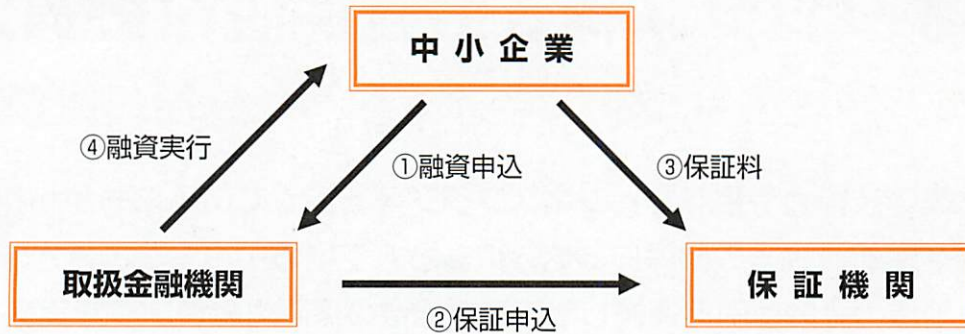 中小企業
④融資実行
①融資申込
③保証料
取扱金融機関
保証機関
②保証申込